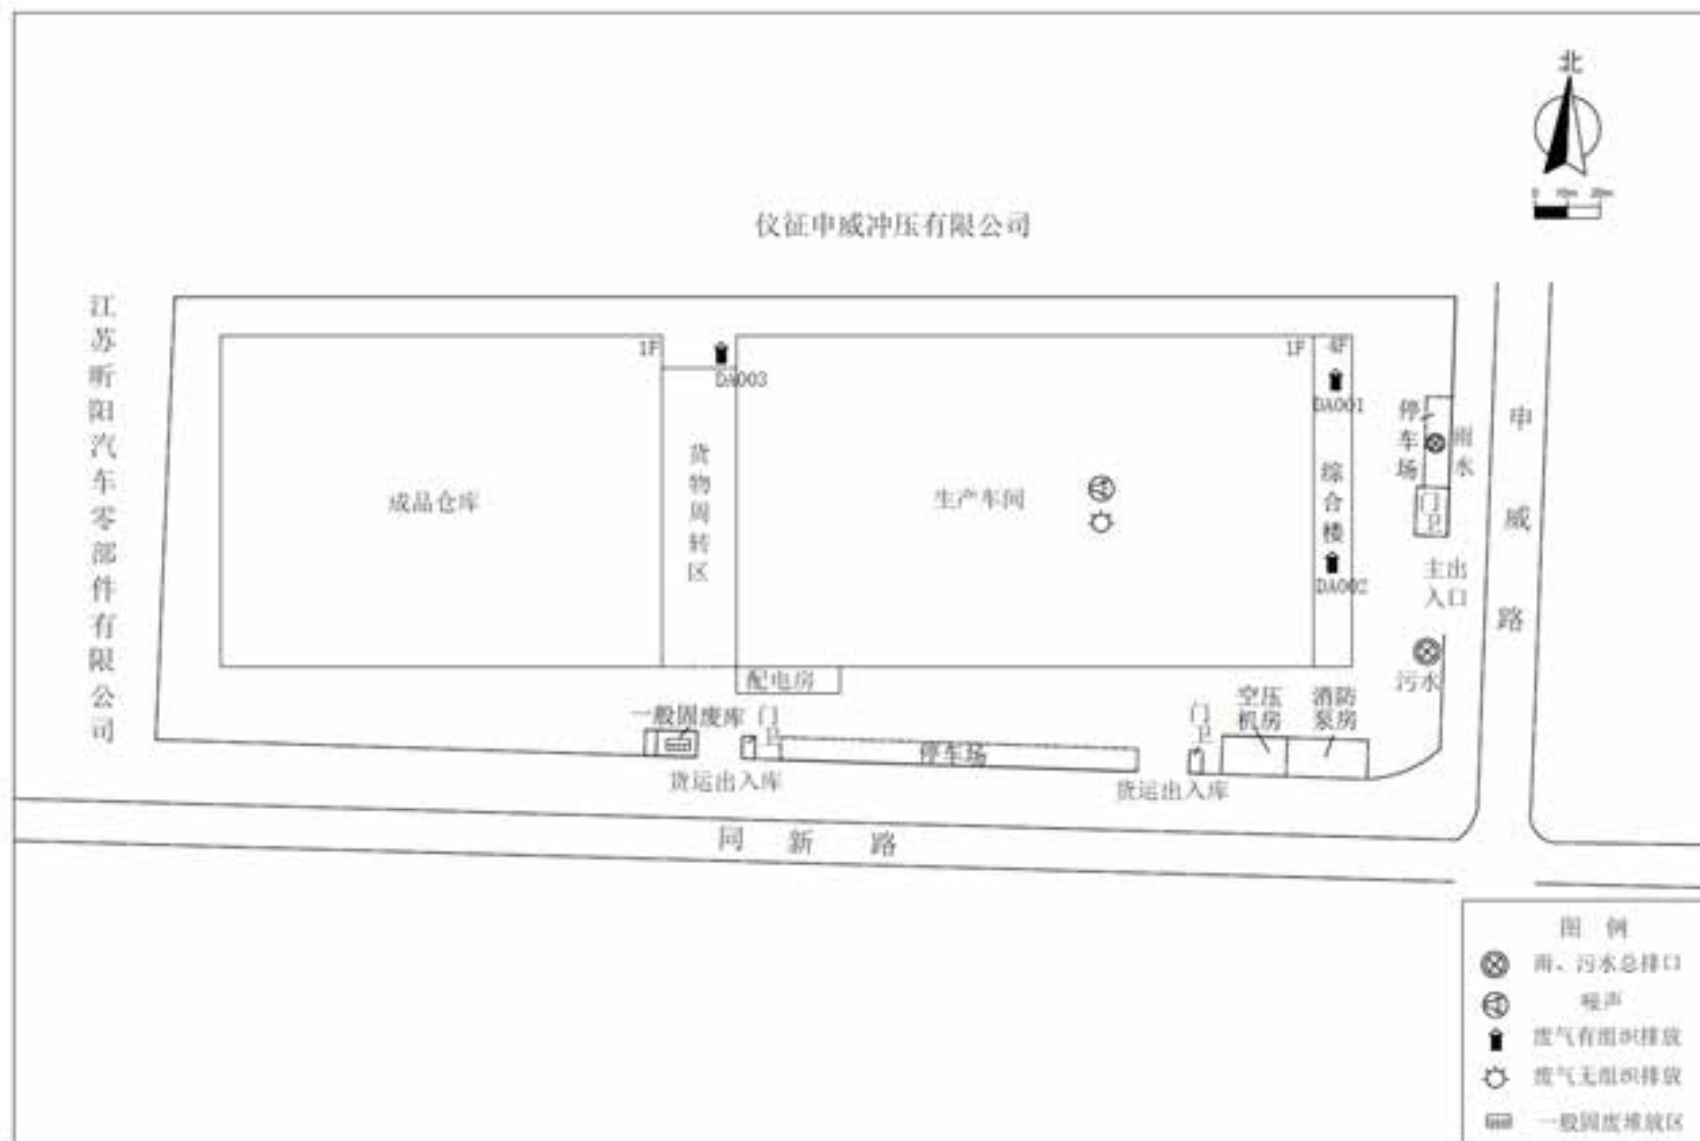 北
0 10m 20m
仪征申威冲压有限公司
江苏昕阳汽车零部件有限公司
1F
DA003
1F
4F
DA001
停车场
雨水
申威路
成品仓库
货物周转区
生产车间
综合楼
门卫
DA002
主出
入口
污水
配电房
一般固废库
门卫
停车场
门卫
空压
机房
消防
泵房
货运出入库
货运出入库
同新路
图例
雨、污水总排口
噪声
废气有组织排放
废气无组织排放
一般固废堆放区